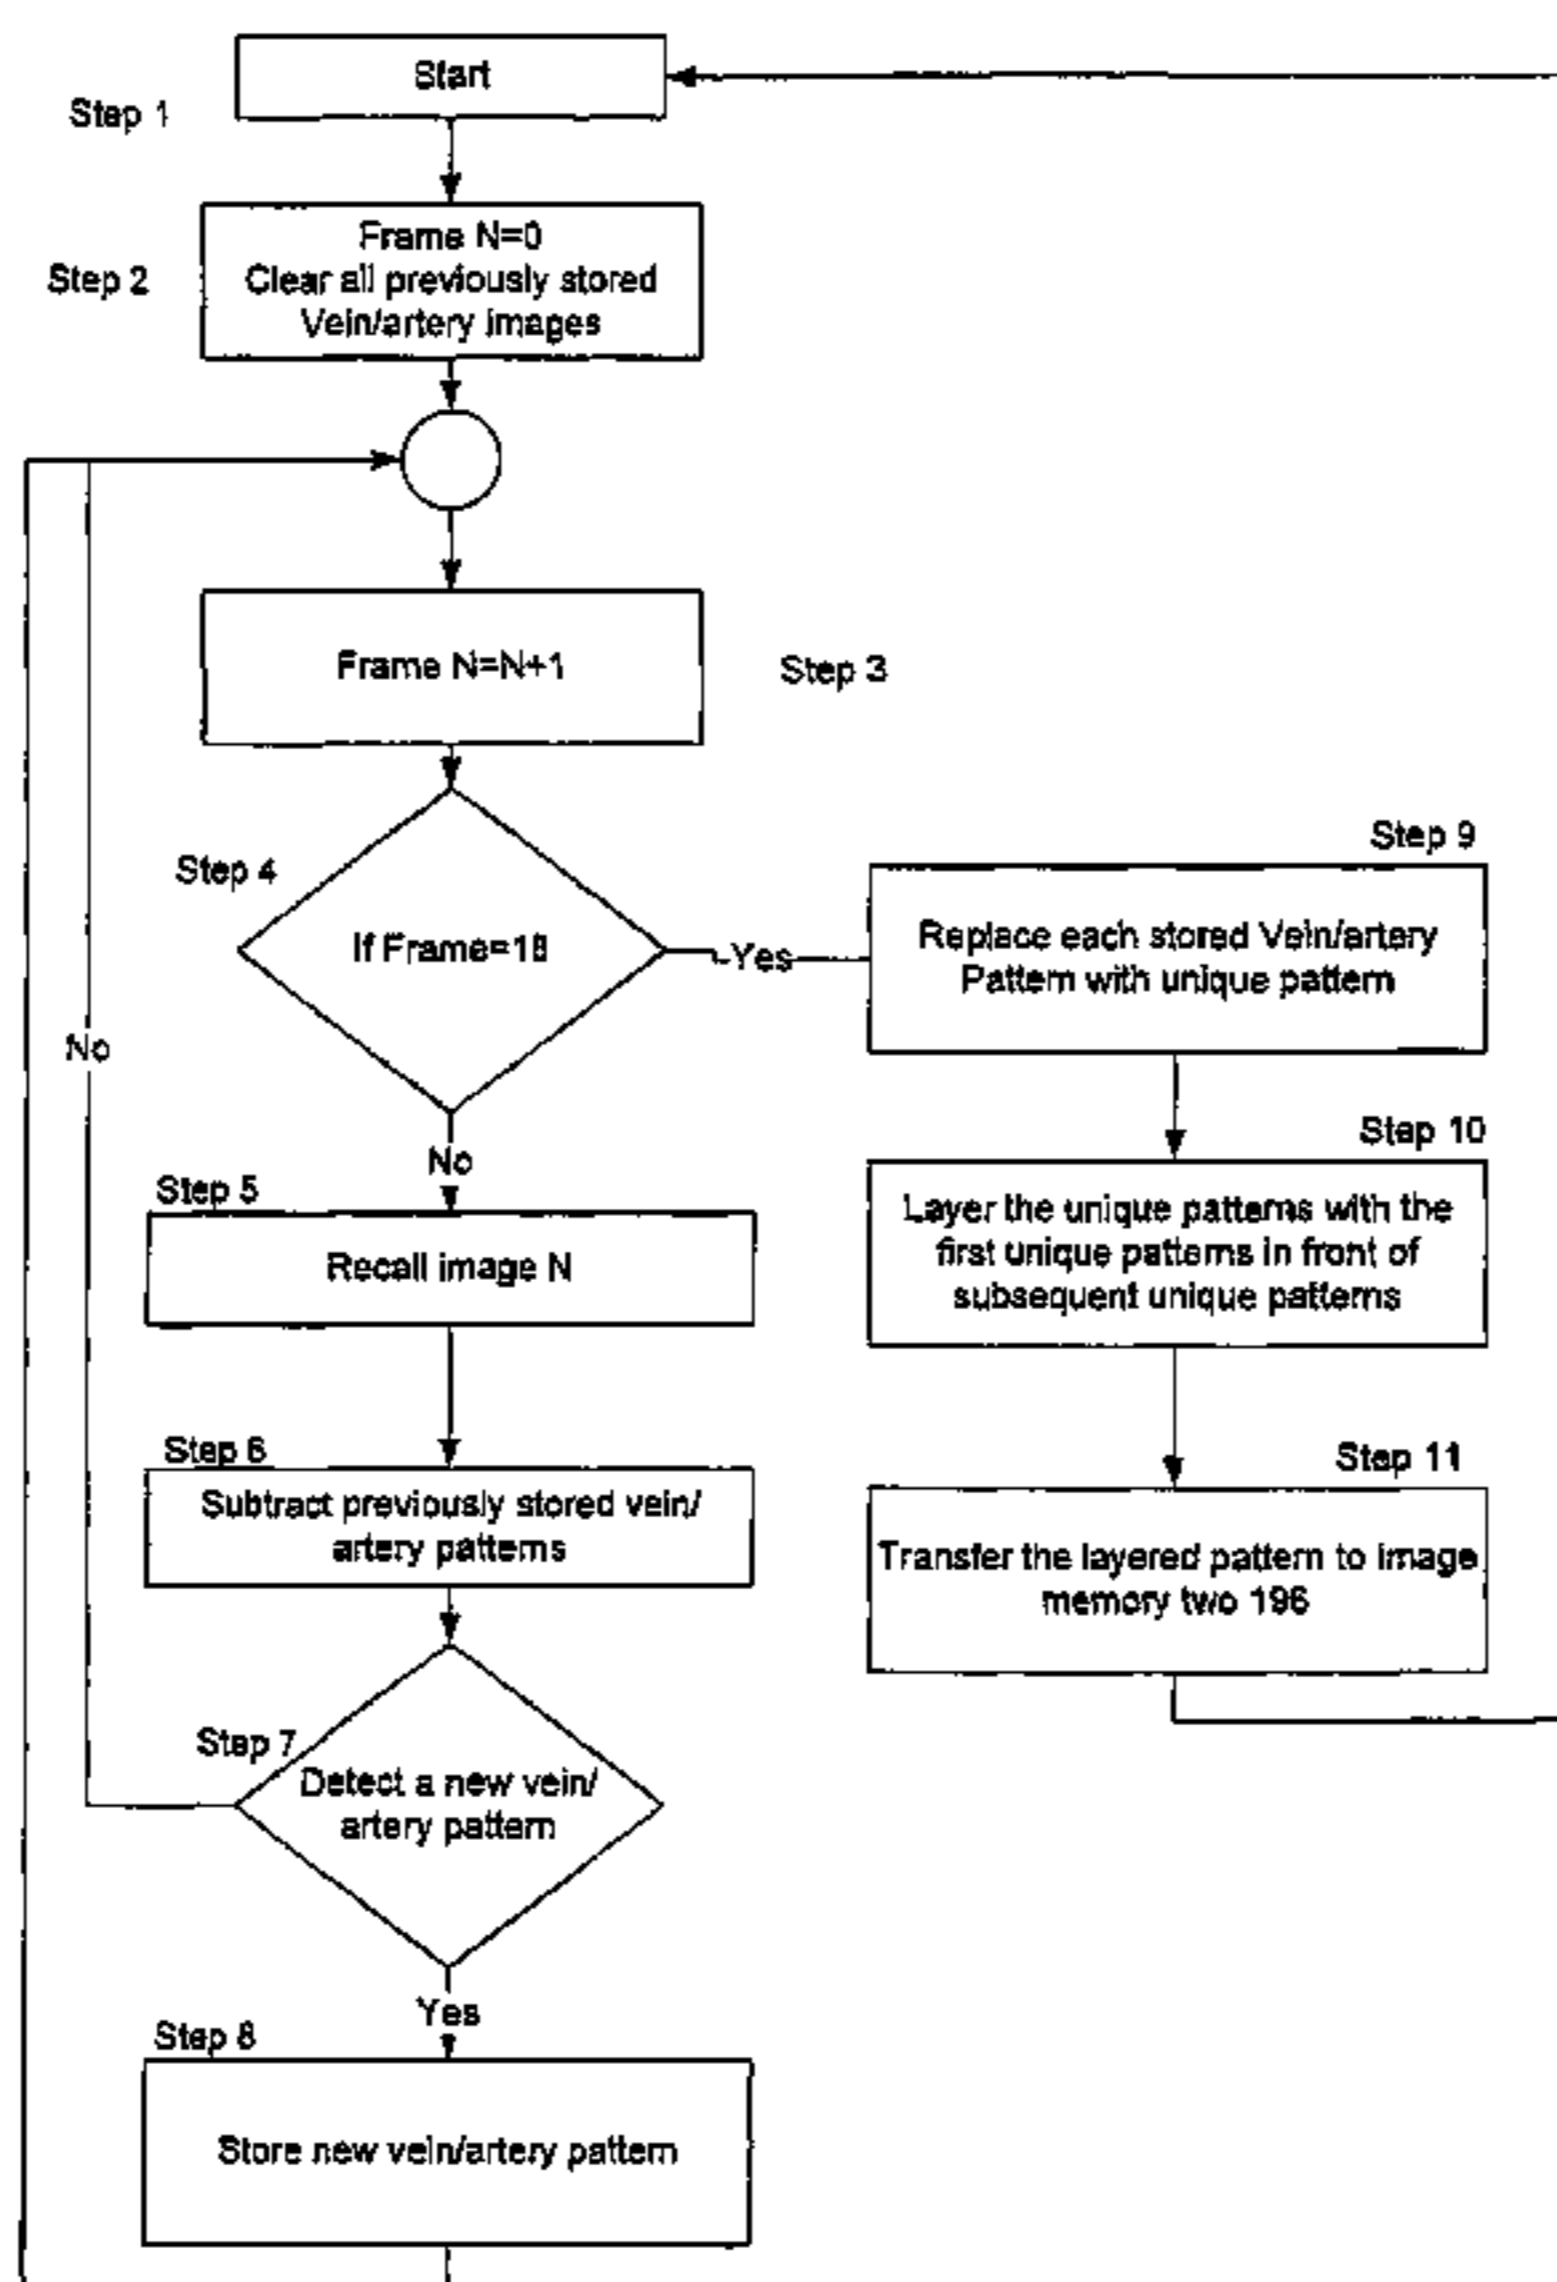 Start
Step 1
Frame N=0
Clear all previously stored
Vein/artery images
Step 2
Frame N=N+1
Step 3
Step 4
If Frame=18
Yes
No
No
Step 5
Recall image N
Step 6
Subtract previously stored vein/
artery patterns
Step 7
Detect a new vein/
artery pattern
Yes
Step 8
Store new vein/artery pattern
Step 9
Replace each stored Vein/artery
Pattern with unique pattern
Step 10
Layer the unique patterns with the
first unique patterns in front of
subsequent unique patterns
Step 11
Transfer the layered pattern to image
memory two 196